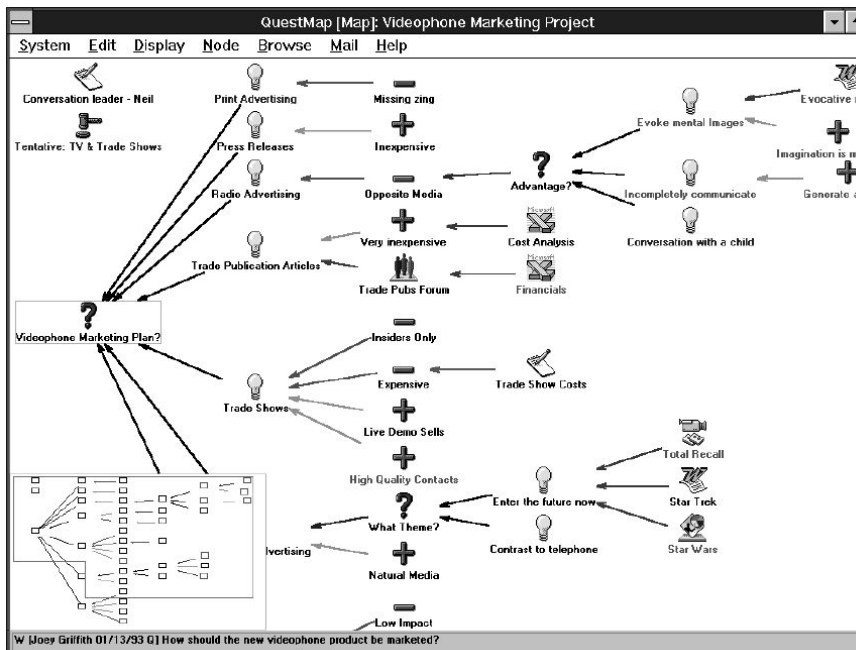 QuestMap [Map]: Videophone Marketing Project
System Edit Display Node Browse Mail Help
Conversation leader - Neil
Print Advertising
Missing zing
Evocative
Evoke mental Images
Tentative: TV & Trade Shows
Press Releases
Inexpensive
Imagination is m
Radio Advertising
Opposite Media
Advantage?
Incompletely communicate
Generate a
Microsoft
Very inexpensive
Cost Analysis
Conversation with a child
Trade Publication Articles
Microsoft
Trade Pubs Forum
Financials
Videophone Marketing Plan?
Insiders Only
Trade Shows
Expensive
Trade Show Costs
Live Demo Sells
Total Recall
High Quality Contacts
Enter the future now
Star Trek
What Theme?
dvertising
Contrast to telephone
Star Wars
Natural Media
Low Impact
W [Joey Griffith 01/13/93 Q] How should the new videophone product be marketed?